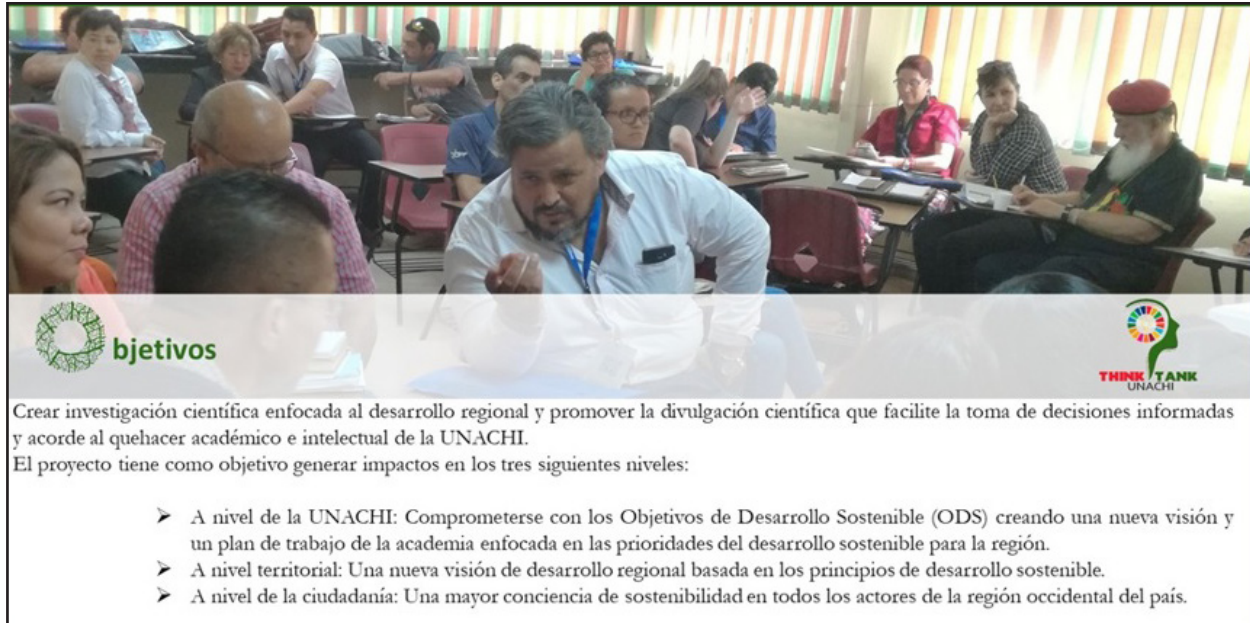 bjetivos
THINK TANK
UNACHI
Crear investigación científica enfocada al desarrollo regional y promover la divulgación científica que facilite la toma de decisiones informadas
y acorde al quehacer académico e intelectual de la UNACHI.
El proyecto tiene como objetivo generar impactos en los tres siguientes niveles:
➤ A nivel de la UNACHI: Comprometerse con los Objetivos de Desarrollo Sostenible (ODS) creando una nueva visión y
un plan de trabajo de la academia enfocada en las prioridades del desarrollo sostenible para la región.
➤ A nivel territorial: Una nueva visión de desarrollo regional basada en los principios de desarrollo sostenible.
➤ A nivel de la ciudadanía: Una mayor conciencia de sostenibilidad en todos los actores de la región occidental del país.